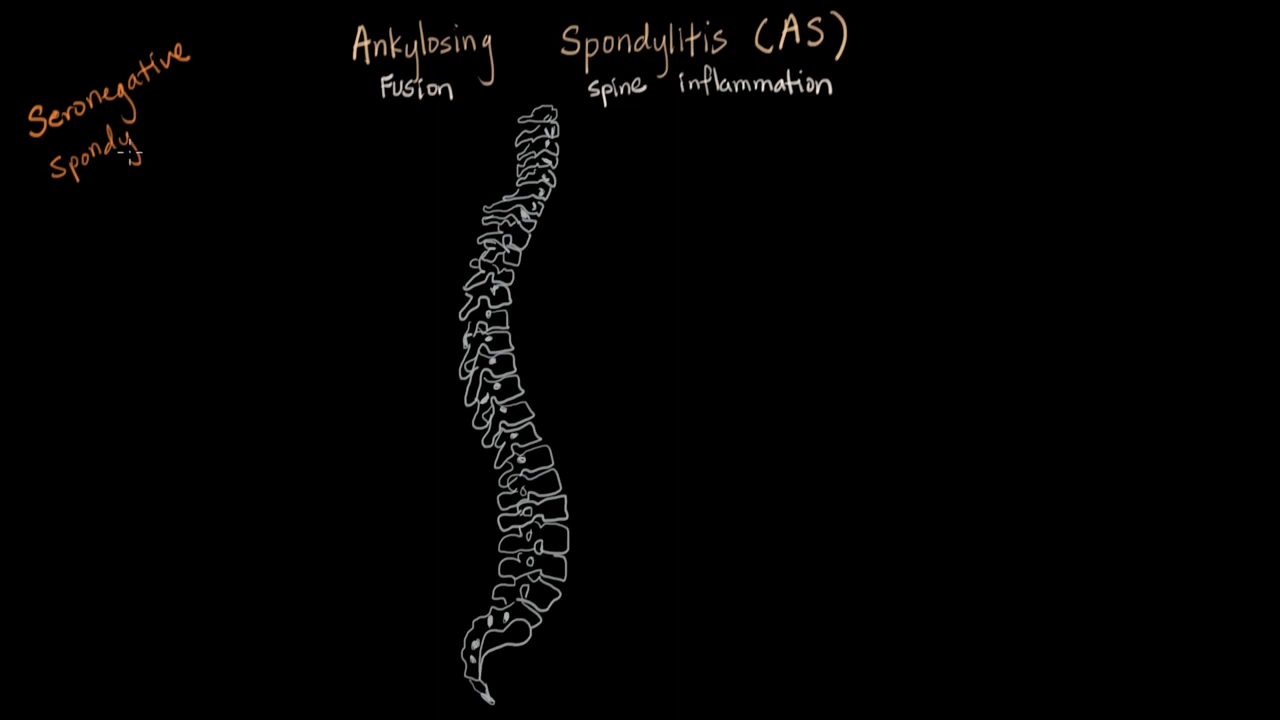 Ankylosing Spondylitis (AS)
Fusion spine inflammation
Seronegative
Spondy